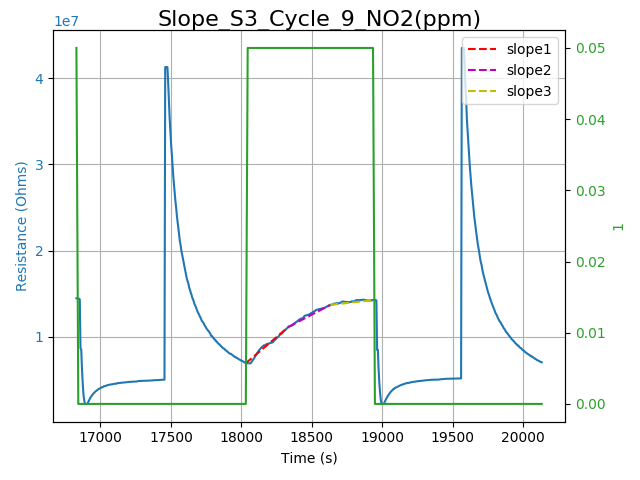 Slope_S3_Cycle_9_NO2(ppm)
1e7
slope1
slope2
slope3
4
3
2
1
Resistance (Ohms)
0.05
0.04
0.03
0.02
0.01
0.00
1
17000 17500 18000 18500 19000 19500 20000
Time (s)